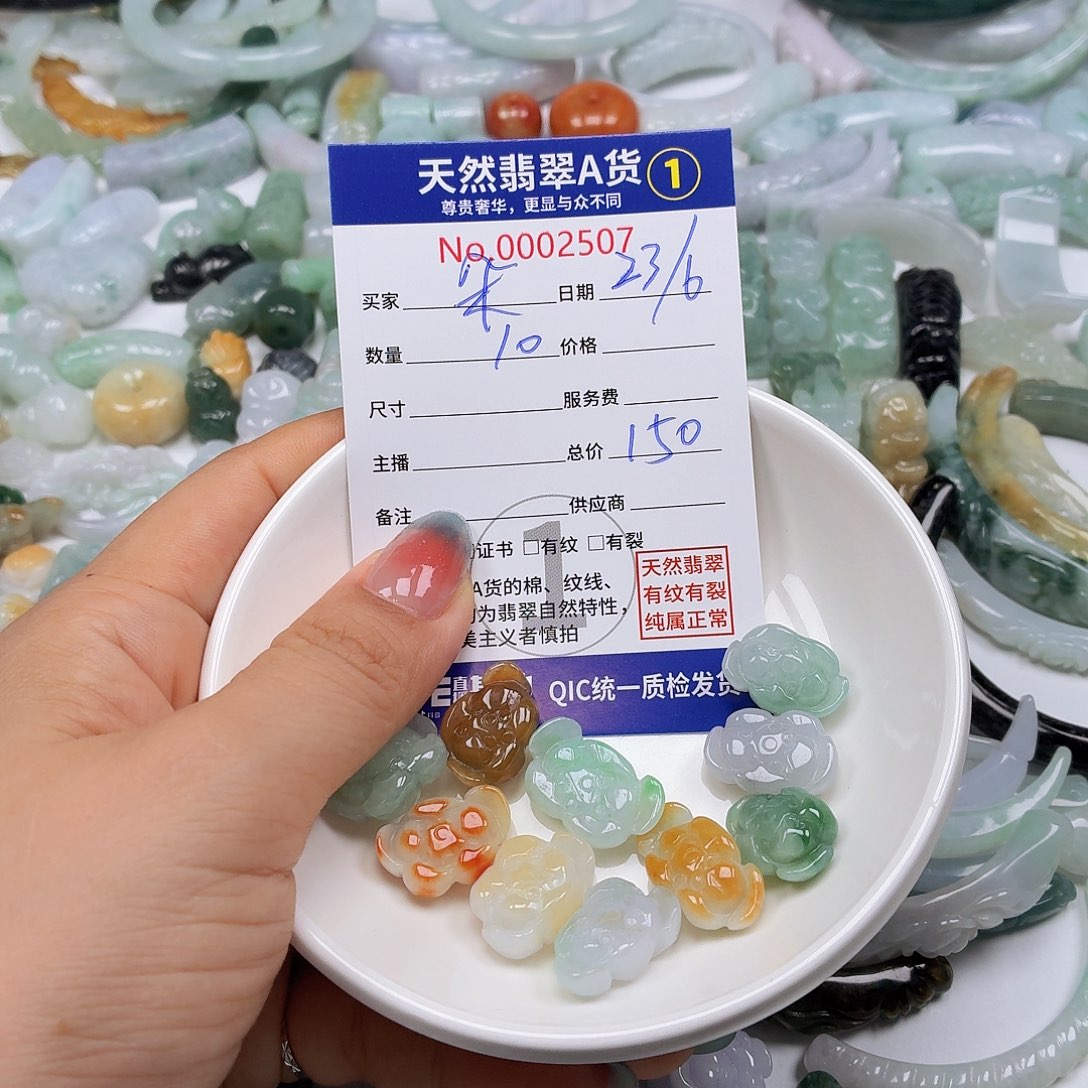 天然翡翠A货 1
尊贵奢华，更显与众不同
No.0002507
买家 朱 日期 23/6
数量 10 价格
尺寸 服务费
主播 总价 150
备注 供应商
证书 □有纹 □有裂
A货的棉、纹线、
为翡翠自然特性，
美主义者慎拍
1
天然翡翠
有纹有裂
纯属正常
QIC统一质检发货